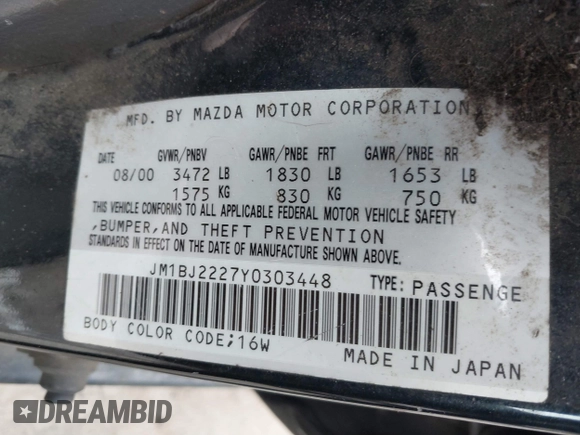 MFD. BY MAZDA MOTOR CORPORATION
DATE GVWR/PNBV GAWR/PNBE FRT GAWR/PNBE RR
08/00 3472 LB 1830 LB 1653 LB
1575 KG 830 KG 750 KG
THIS VEHICLE CONFORMS TO ALL APPLICABLE FEDERAL MOTOR VEHICLE SAFETY
,BUMPER,AND THEFT PREVENTION
STANDARDS IN EFFECT ON THE DATE OF MANUFACTURE SHOWN ABOVE.
JM1BJ2227Y0303448 TYPE: PASSENGE
BODY COLOR CODE;16W
MADE IN JAPAN
DREAMBID